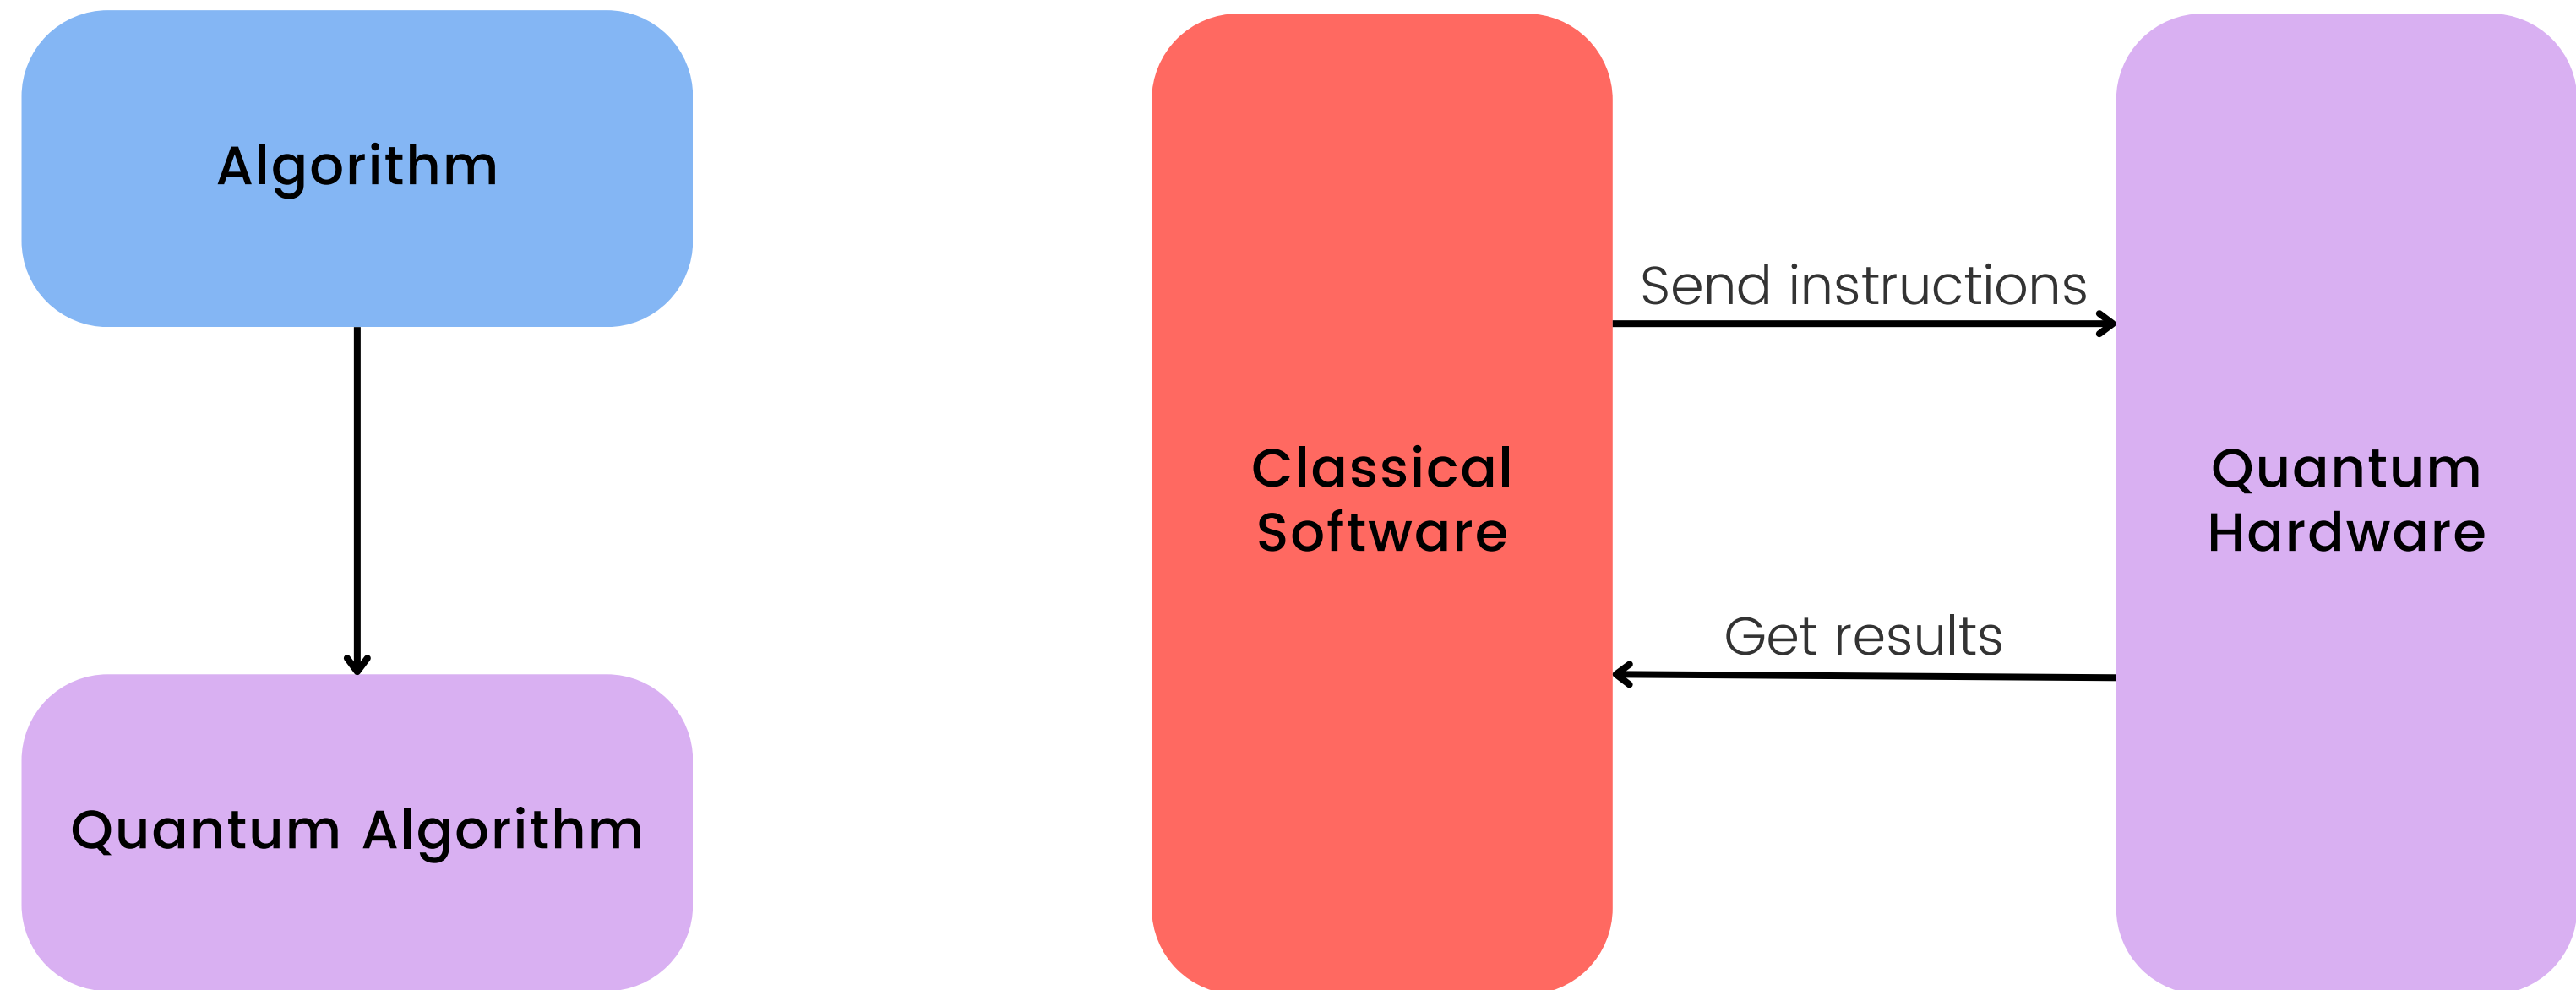 Algorithm
Quantum Algorithm
Classical
Software
Send instructions
Get results
Quantum
Hardware